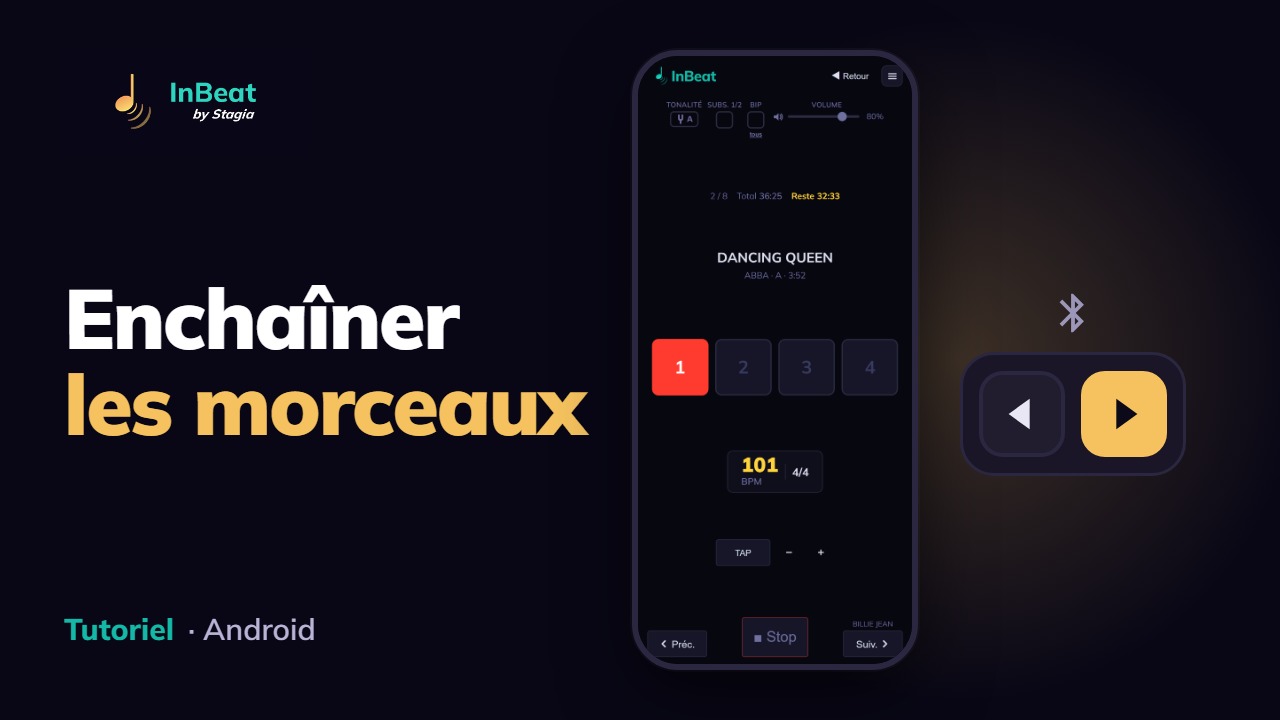 InBeat
by Stagia
Enchaîner
les morceaux
Tutoriel · Android
InBeat
Retour
TONALITÉ SUBS. 1/2 BIP VOLUME
A 80%
tous
2 / 8 Total 36:25 Reste 32:33
DANCING QUEEN
ABBA · A · 3:52
1 2 3 4
101 4/4
BPM
TAP − +
BILLIE JEAN
Préc. Stop Suiv.